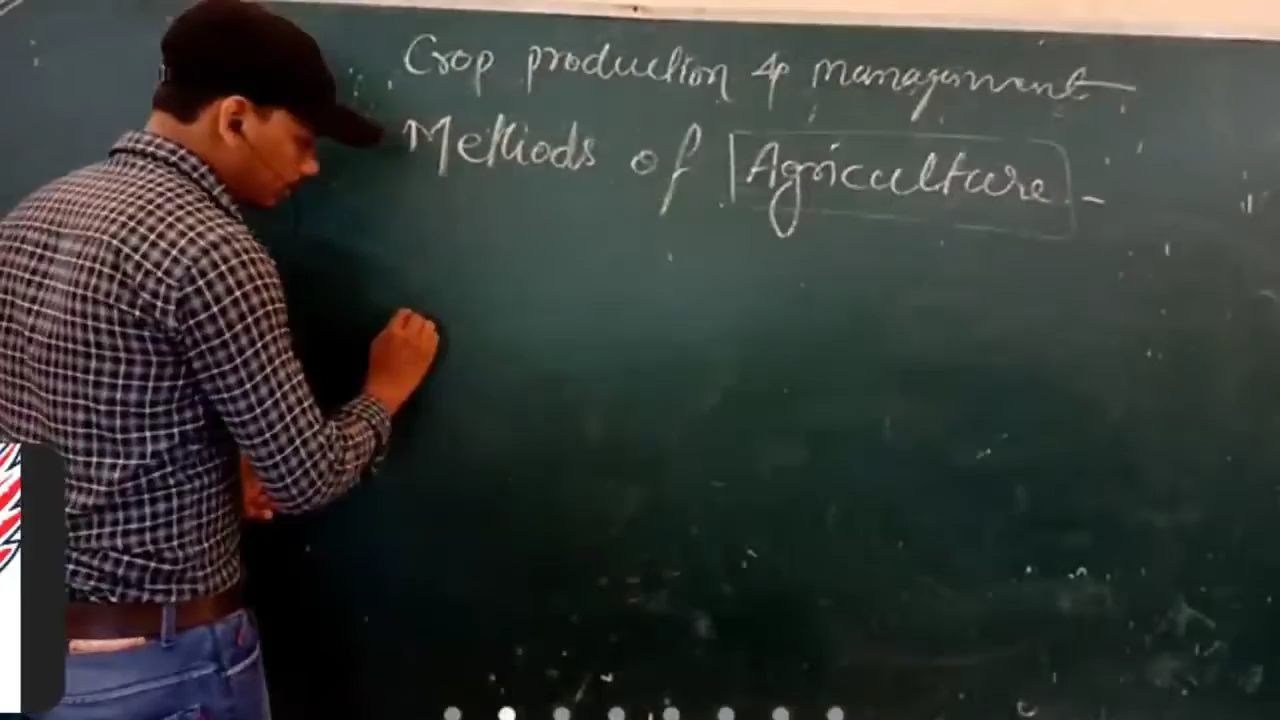 Crop production & management
Methods of Agriculture -